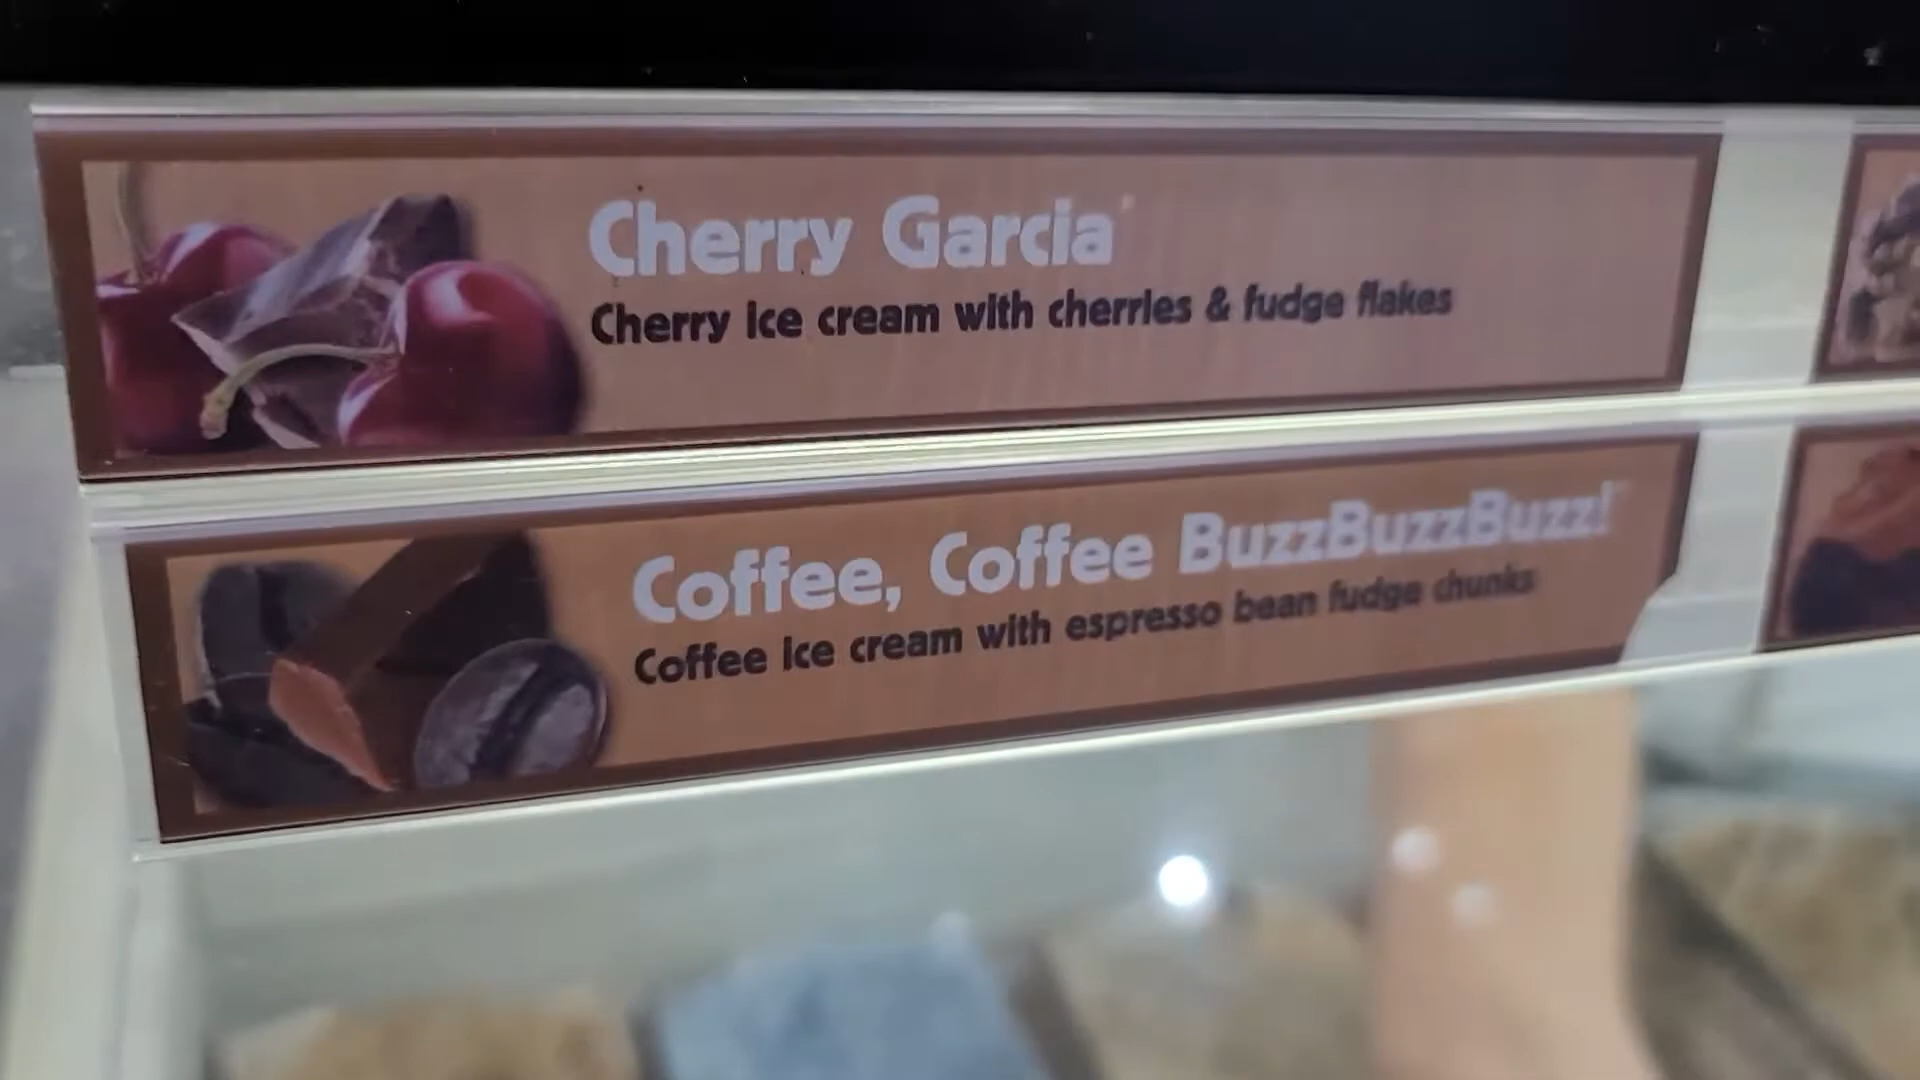 Cherry Garcia
Cherry ice cream with cherries & fudge flakes
Coffee, Coffee BuzzBuzzBuzz!
Coffee ice cream with espresso bean fudge chunks